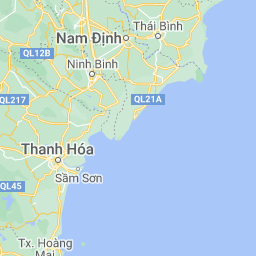 Thái Bình
Nam Định
QL12B
Ninh Bình
QL217
QL21A
Thanh Hóa
Sầm Sơn
QL45
Tx. Hoàng
Mai